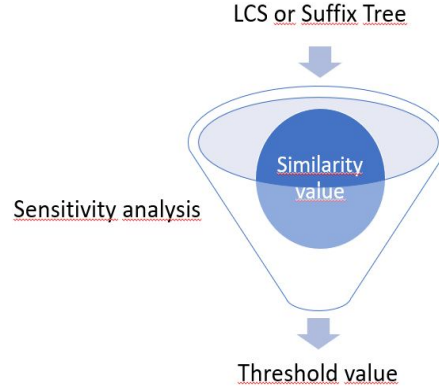 LCS or Suffix Tree
Similarity
value
Sensitivity analysis
Threshold value